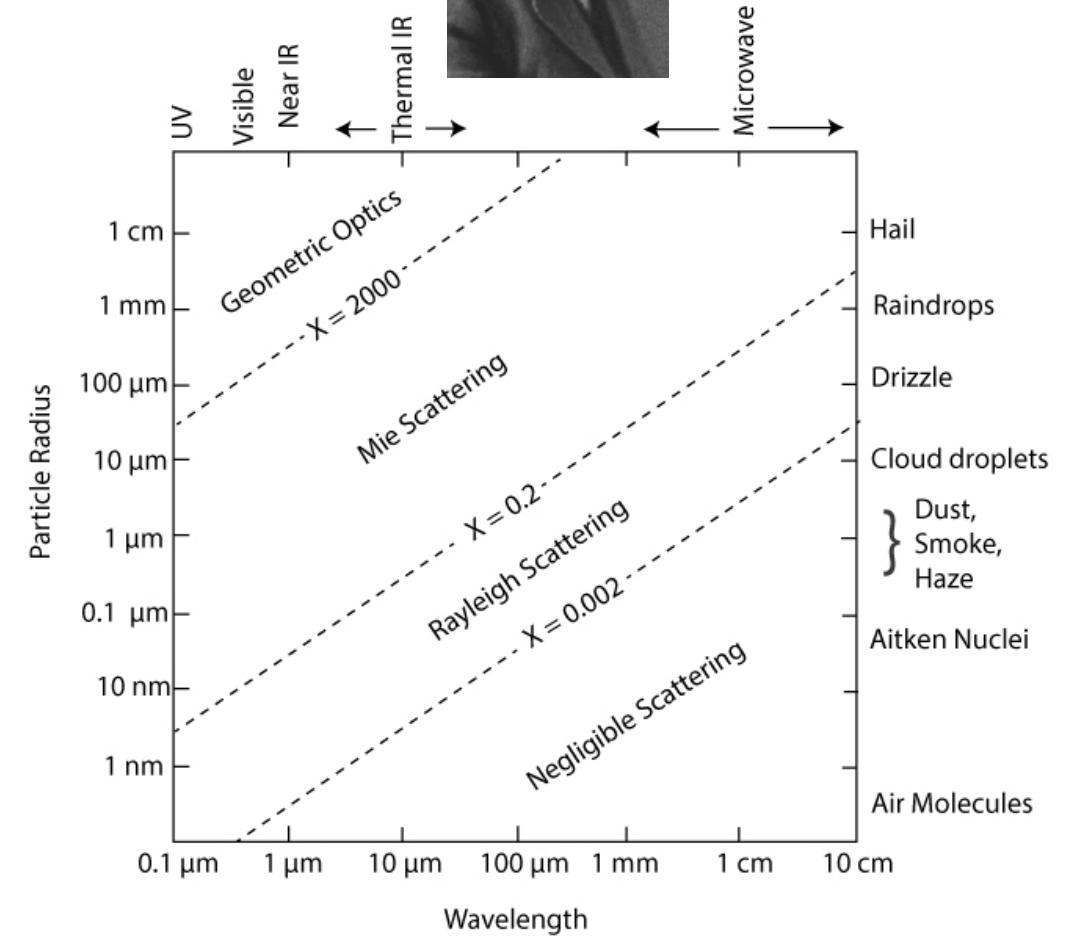 UV
Visible
Near IR
Thermal IR
Microwave
Geometric Optics
X = 2000
Mie Scattering
X = 0.2
Rayleigh Scattering
X = 0.002
Negligible Scattering
Particle Radius
1 cm
1 mm
100 µm
10 µm
1 µm
0.1 µm
10 nm
1 nm
Hail
Raindrops
Drizzle
Cloud droplets
} Dust,
Smoke,
Haze
Aitken Nuclei
Air Molecules
0.1 µm 1 µm 10 µm 100 µm 1 mm 1 cm 10 cm
Wavelength